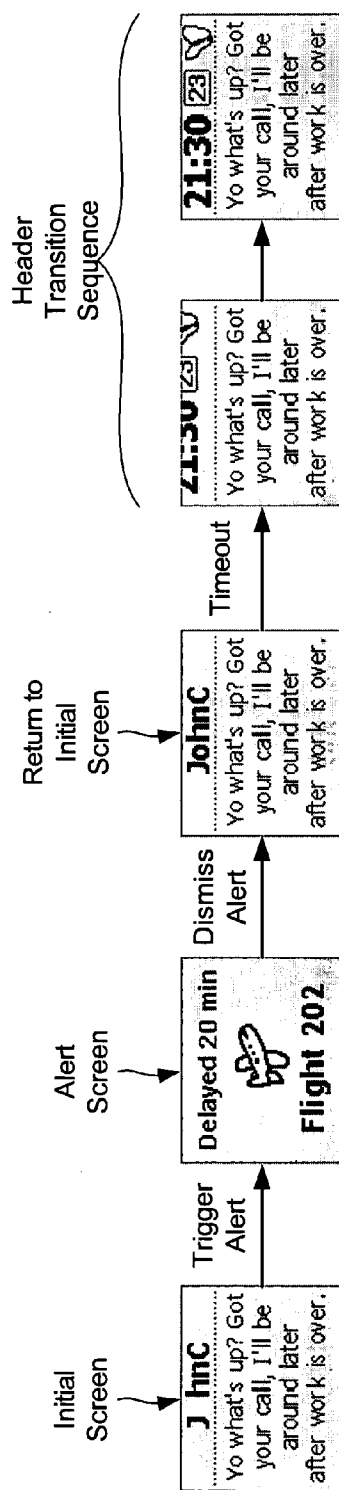 Initial
Screen
J hnC
Yo what's up? Got
your call, I'll be
around later
after work is over.
Trigger
Alert
Alert
Screen
Delayed 20 min
Flight 202
Dismiss
Alert
Return to
Initial
Screen
JohnC
Yo what's up? Got
your call, I'll be
around later
after work is over.
Timeout
Header
Transition
Sequence
21:30 23
Yo what's up? Got
your call, I'll be
around later
after work is over.
21:30 23
Yo what's up? Got
your call, I'll be
around later
after work is over.